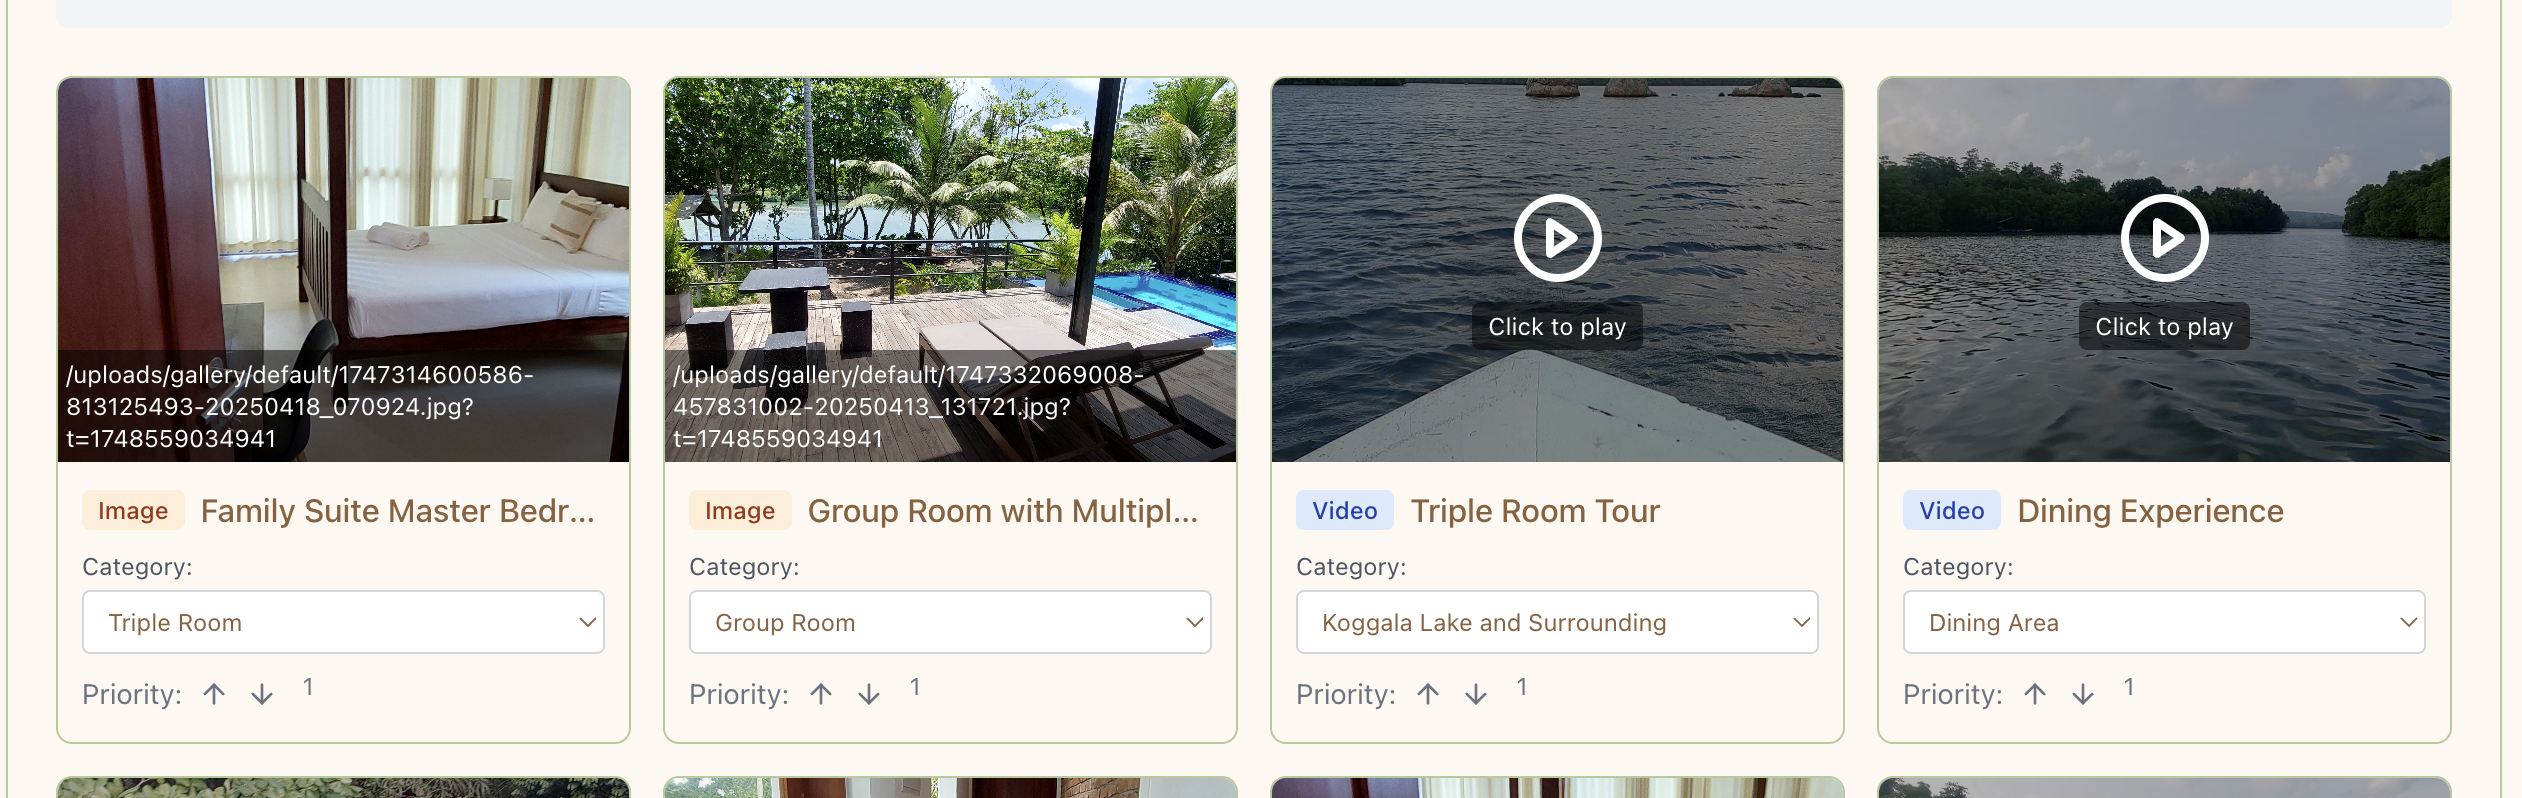 /uploads/gallery/default/1747314600586-
813125493-20250418_070924.jpg?
t=1748559034941
Image Family Suite Master Bedr...
Category:
Triple Room
Priority: 1
/uploads/gallery/default/1747332069008-
457831002-20250413_131721.jpg?
t=1748559034941
Image Group Room with Multipl...
Category:
Group Room
Priority: 1
Click to play
Video Triple Room Tour
Category:
Koggala Lake and Surrounding
Priority: 1
Click to play
Video Dining Experience
Category:
Dining Area
Priority: 1